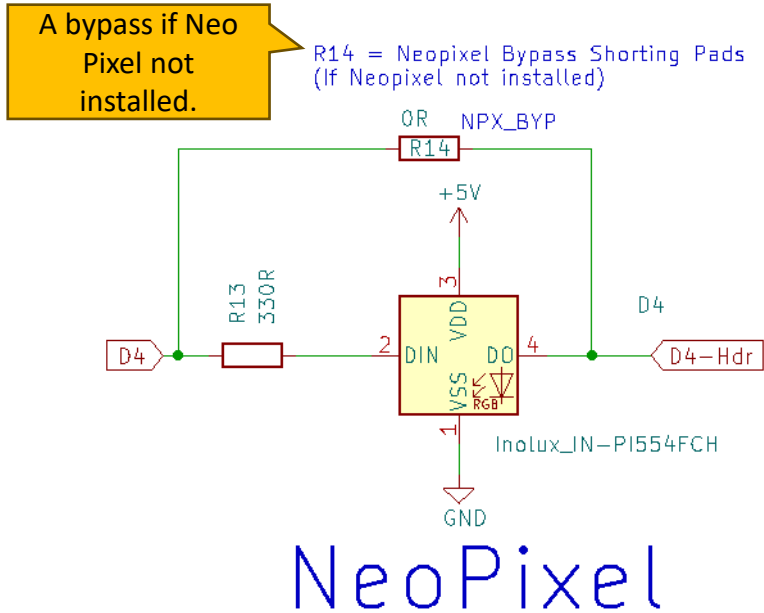 A bypass if Neo
Pixel not
installed.
R14 = Neopixel Bypass Shorting Pads
(If Neopixel not installed)
0R NPX_BYP
R14
+5V
R13
330R
3
VDD
D4
D4
2
DIN
DO
4
D4-Hdr
VSS
RGB
1
Inolux_IN-PI554FCH
GND
NeoPixel